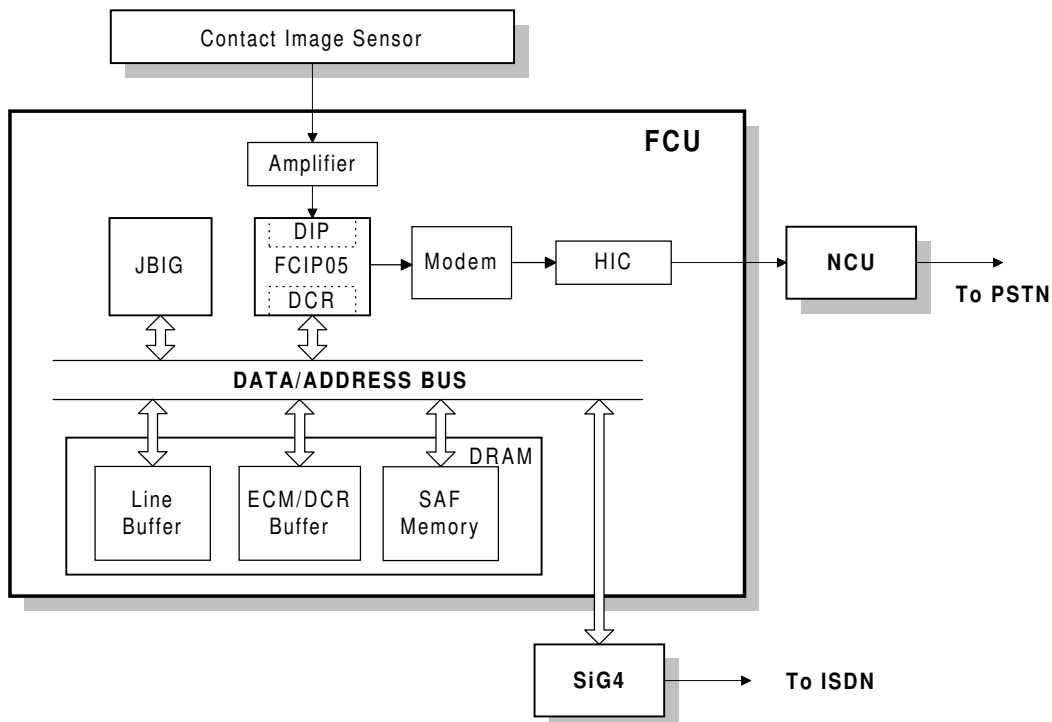 Contact Image Sensor
FCU
Amplifier
DIP
JBIG
FCIP05
Modem
HIC
NCU
DCR
To PSTN
DATA/ADDRESS BUS
DRAM
Line
Buffer
ECM/DCR
Buffer
SAF
Memory
SiG4
To ISDN